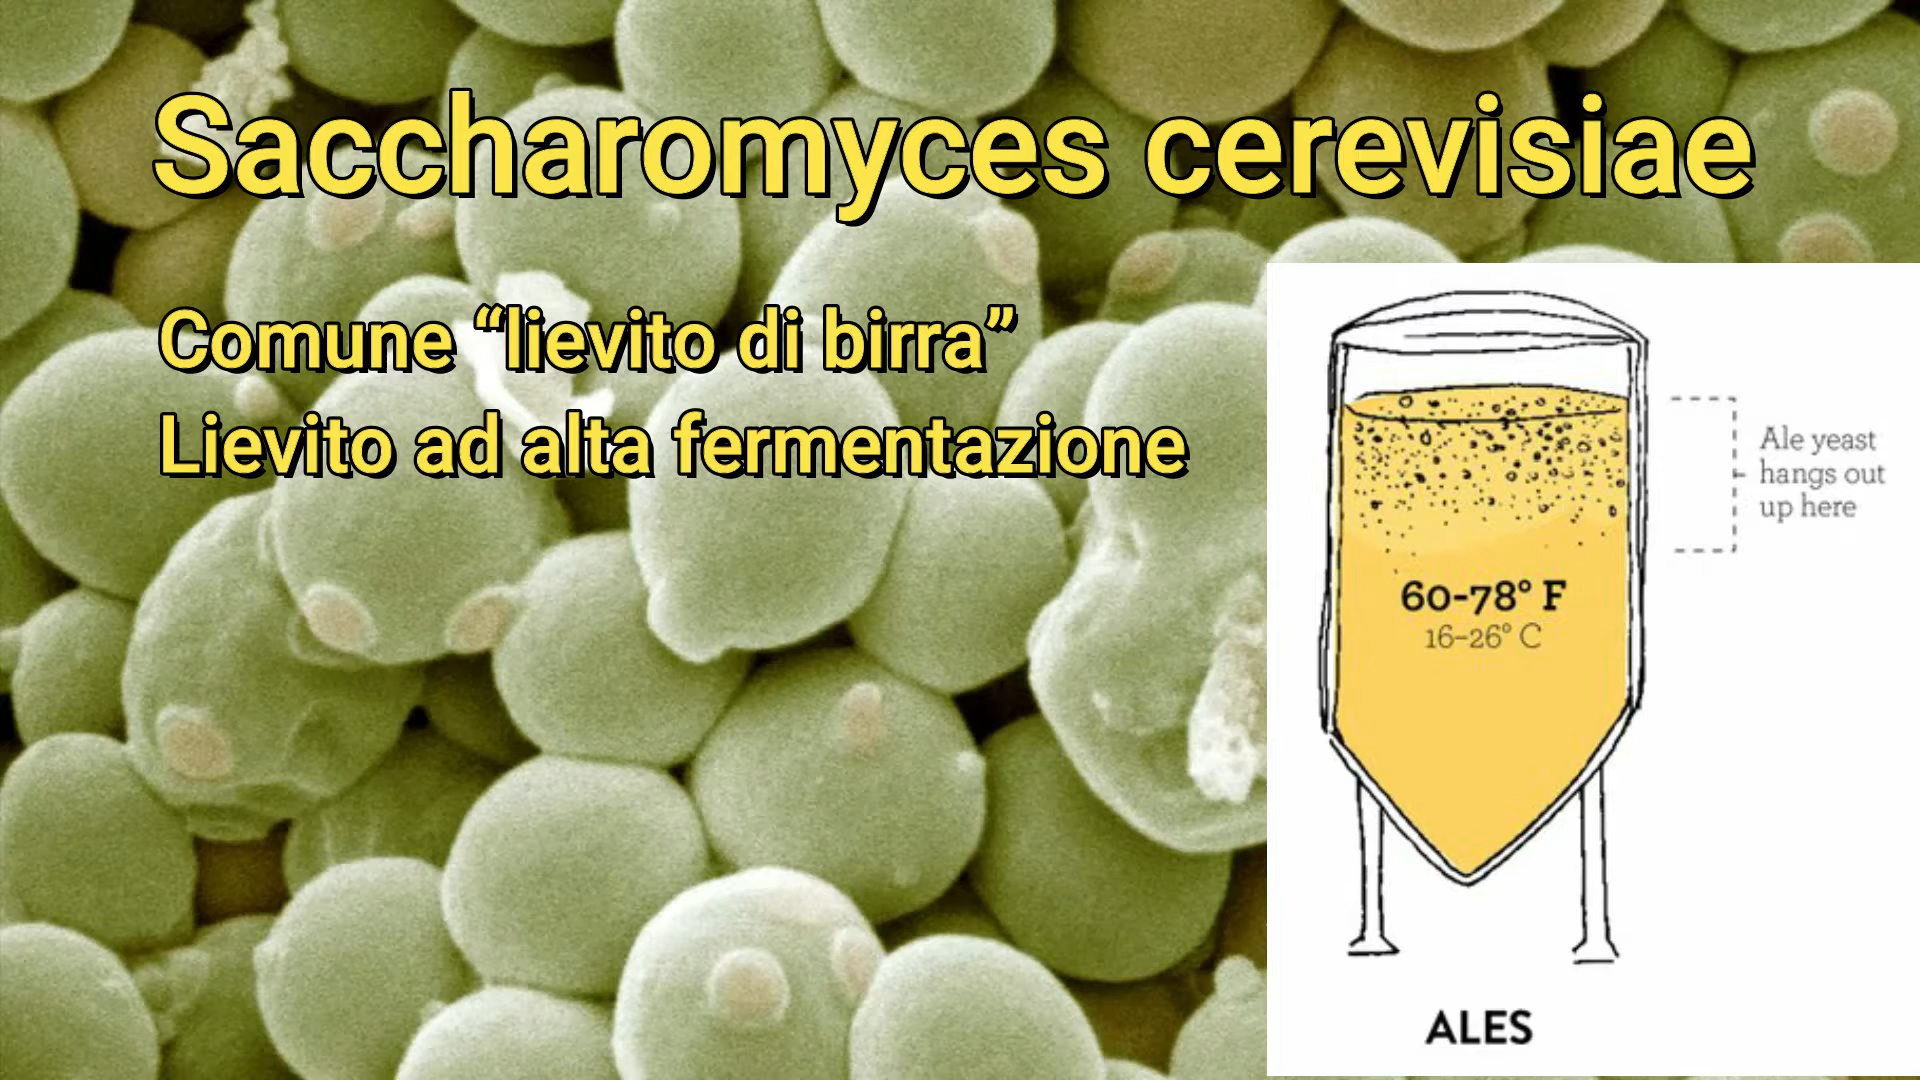 Saccharomyces cerevisiae
Comune “lievito di birra”
Lievito ad alta fermentazione
Ale yeast
hangs out
up here
60-78° F
16-26° C
ALES